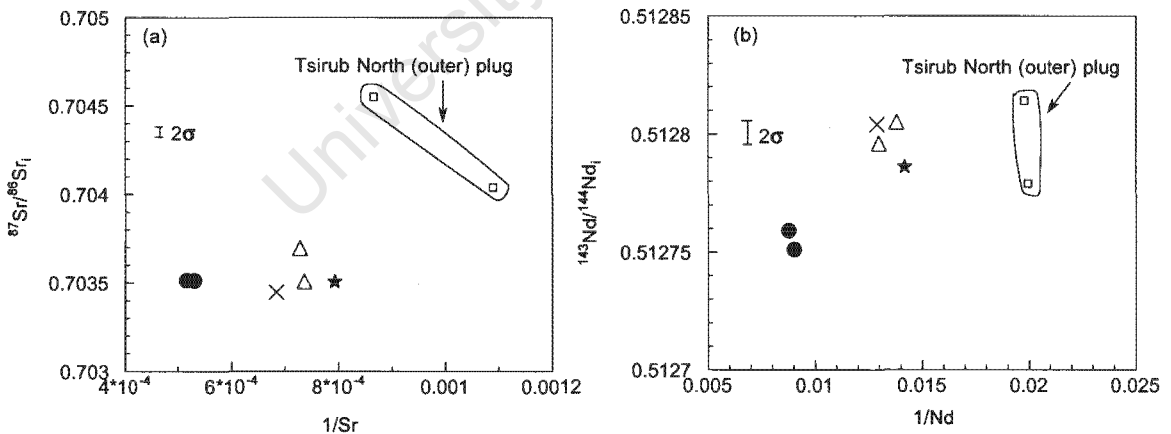 0.705
(a)
Tsirub North (outer) plug
0.7045
2σ
⁸⁷Sr/⁸⁶Srᵢ
0.704
0.7035
0.703
4*10⁻⁴
6*10⁻⁴
8*10⁻⁴
0.001
0.0012
1/Sr
University
0.51285
(b)
Tsirub North (outer) plug
0.5128
2σ
¹⁴³Nd/¹⁴⁴Ndᵢ
0.51275
0.5127
0.005
0.01
0.015
0.02
0.025
1/Nd